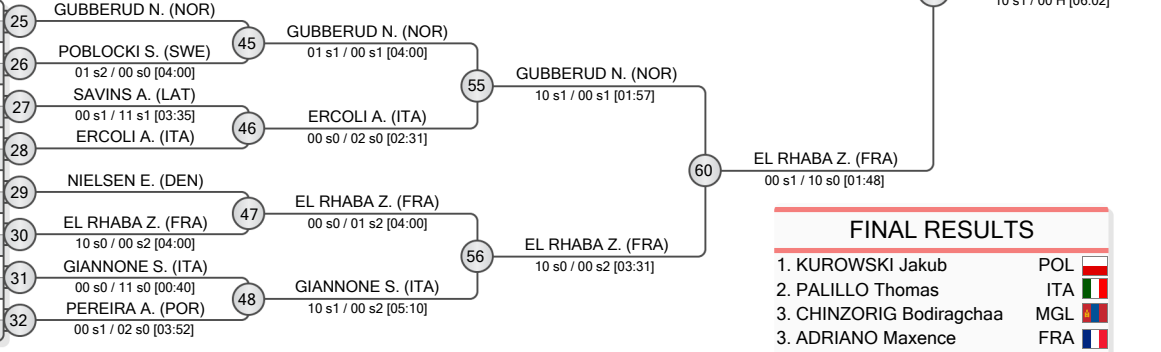 10 s1 / 00 H [06:02]
25
GUBBERUD N. (NOR)
45
GUBBERUD N. (NOR)
01 s1 / 00 s1 [04:00]
26
POBLOCKI S. (SWE)
01 s2 / 00 s0 [04:00]
55
GUBBERUD N. (NOR)
10 s1 / 00 s1 [01:57]
27
SAVINS A. (LAT)
00 s1 / 11 s1 [03:35]
46
ERCOLI A. (ITA)
00 s0 / 02 s0 [02:31]
28
ERCOLI A. (ITA)
60
EL RHABA Z. (FRA)
00 s1 / 10 s0 [01:48]
29
NIELSEN E. (DEN)
47
EL RHABA Z. (FRA)
00 s0 / 01 s2 [04:00]
30
EL RHABA Z. (FRA)
10 s0 / 00 s2 [04:00]
56
EL RHABA Z. (FRA)
10 s0 / 00 s2 [03:31]
31
GIANNONE S. (ITA)
00 s0 / 11 s0 [00:40]
48
GIANNONE S. (ITA)
10 s1 / 00 s2 [05:10]
32
PEREIRA A. (POR)
00 s1 / 02 s0 [03:52]
FINAL RESULTS
1. KUROWSKI Jakub POL
2. PALILLO Thomas ITA
3. CHINZORIG Bodiragchaa MGL
3. ADRIANO Maxence FRA